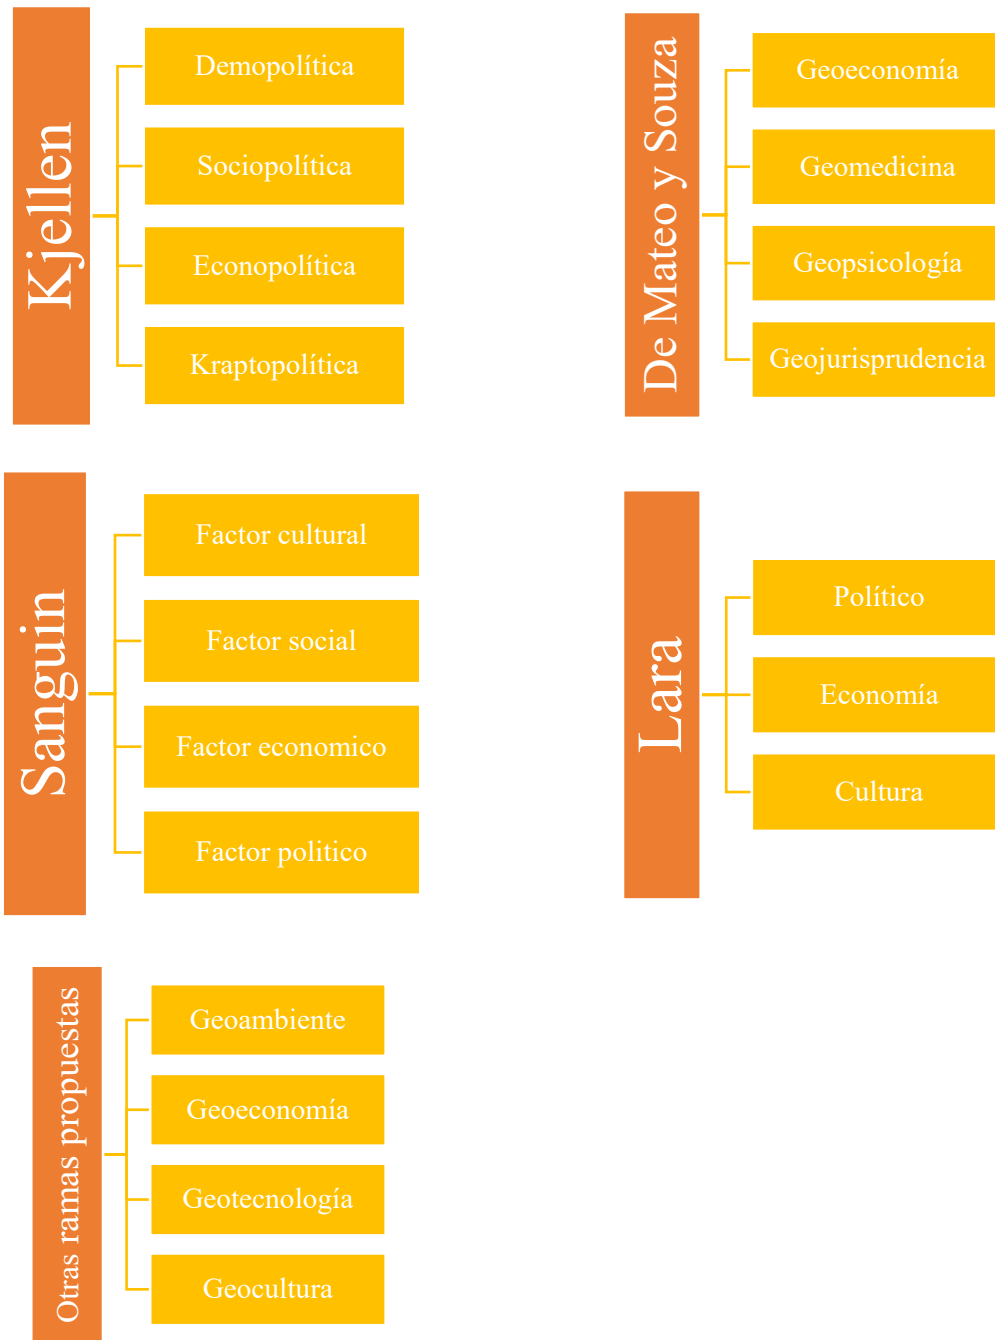 Kjellen
Demopolítica
Sociopolítica
Econopolítica
Kraptopolítica
De Mateo y Souza
Geoeconomía
Geomedicina
Geopsicología
Geojurisprudencia
Sanguin
Factor cultural
Factor social
Factor economico
Factor politico
Lara
Político
Economía
Cultura
Otras ramas propuestas
Geoambiente
Geoeconomía
Geotecnología
Geocultura